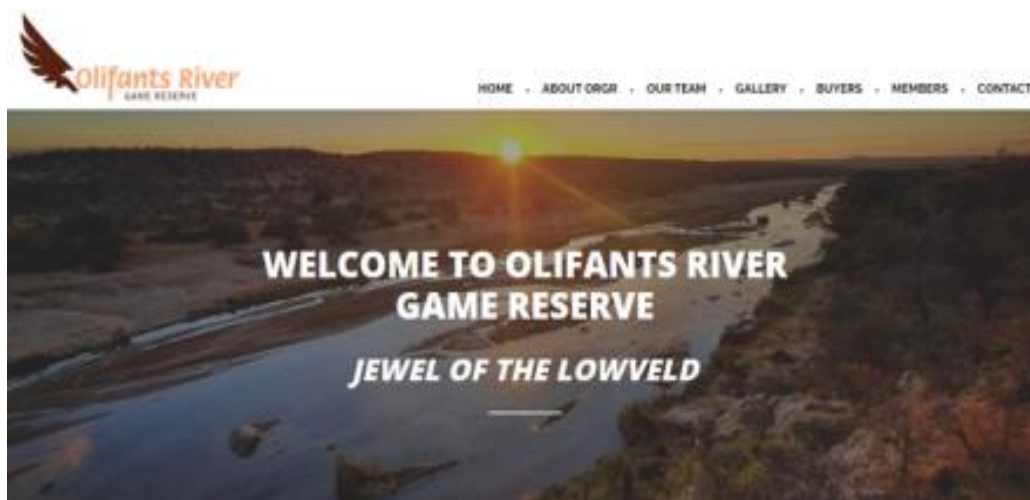 Olifants River
GAME RESERVE
HOME . ABOUT ORGR . OUR TEAM . GALLERY . BUYERS . MEMBERS . CONTACT
WELCOME TO OLIFANTS RIVER
GAME RESERVE
JEWEL OF THE LOWVELD